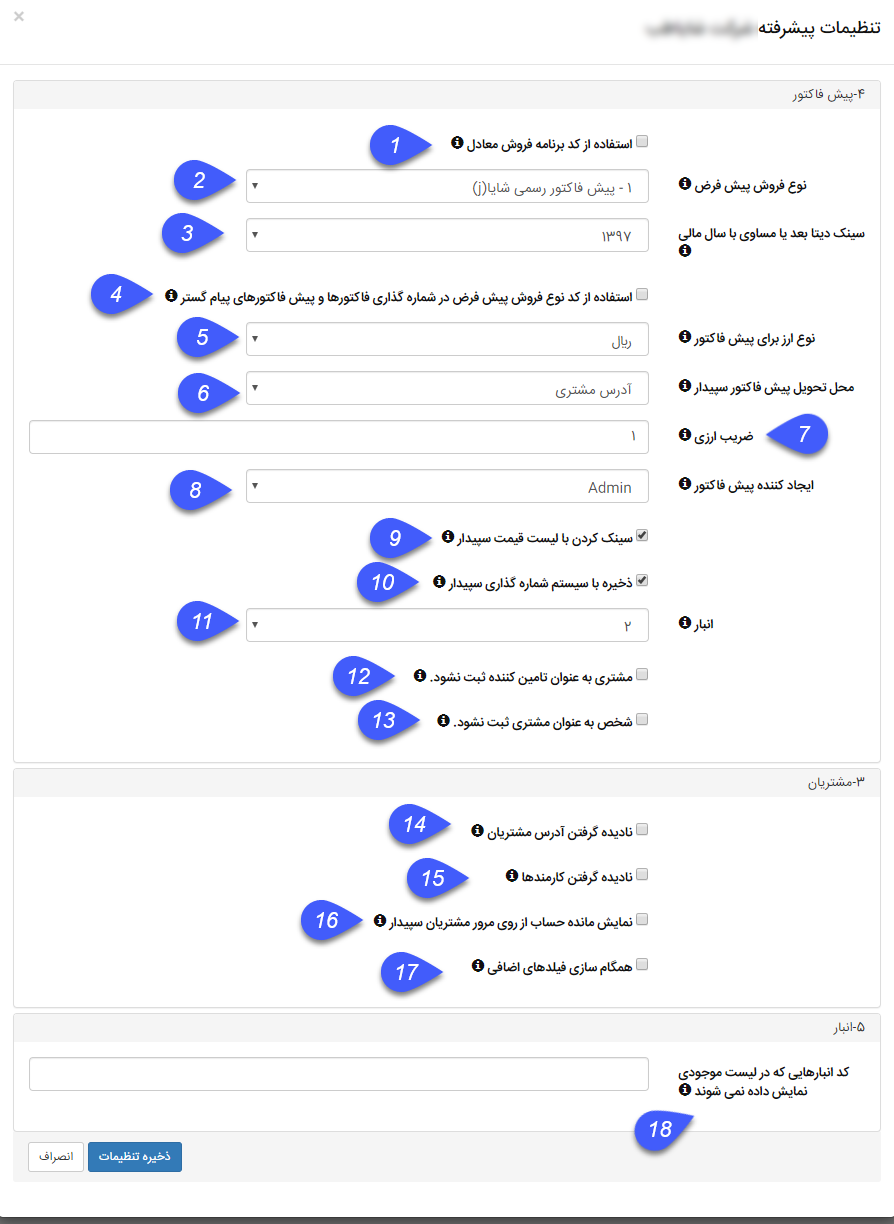 تنظیمات پیشرفته
×
۴-پیش فاکتور
استفاده از کد برنامه فروش معادل
1
نوع فروش پیش فرض
۱ - پیش فاکتور رسمی شایا(j)
2
سینک دیتا بعد یا مساوی با سال مالی
۱۳۹۷
3
استفاده از کد نوع فروش پیش فرض در شماره گذاری فاکتورها و پیش فاکتورهای پیام گستر
4
نوع ارز برای پیش فاکتور
ریال
5
محل تحویل پیش فاکتور سپیدار
آدرس مشتری
6
ضریب ارزی
7
۱
ایجاد کننده پیش فاکتور
Admin
8
سینک کردن با لیست قیمت سپیدار
9
ذخیره با سیستم شماره گذاری سپیدار
10
انبار
۲
11
مشتری به عنوان تامین کننده ثبت نشود.
12
شخص به عنوان مشتری ثبت نشود.
13
۳-مشتریان
نادیده گرفتن آدرس مشتریان
14
نادیده گرفتن کارمندها
15
نمایش مانده حساب از روی مرور مشتریان سپیدار
16
همگام سازی فیلدهای اضافی
17
۵-انبار
کد انبارهایی که در لیست موجودی
نمایش داده نمی شوند
18
ذخیره تنظیمات
انصراف